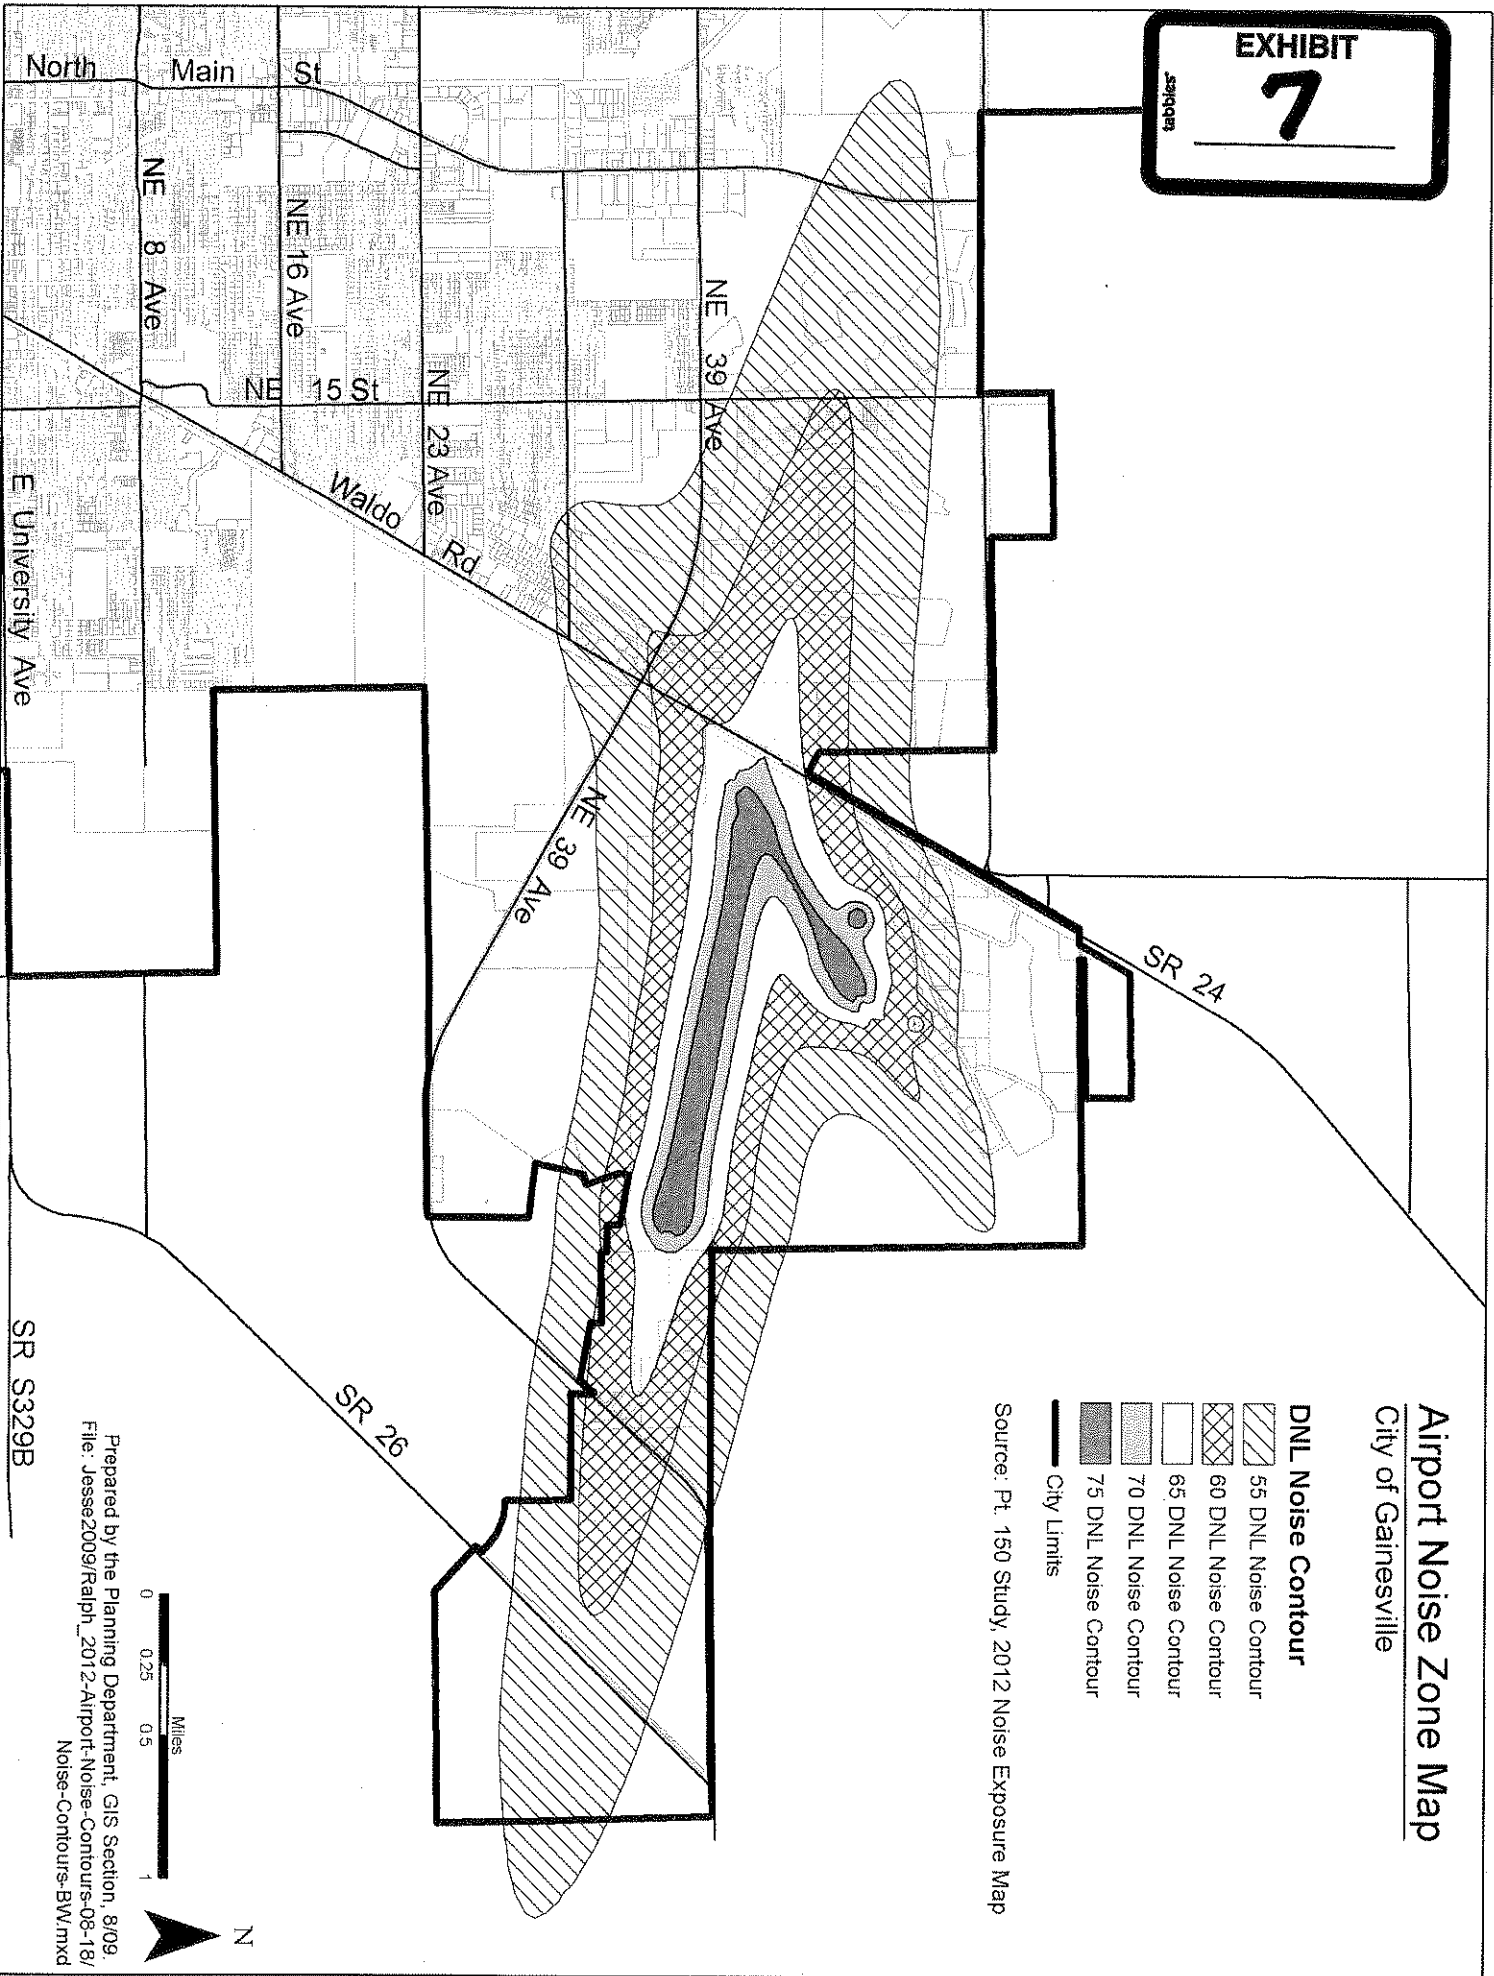 EXHIBIT
7
tabbies'
Airport Noise Zone Map
City of Gainesville
DNL Noise Contour
55 DNL Noise Contour
60 DNL Noise Contour
65 DNL Noise Contour
70 DNL Noise Contour
75 DNL Noise Contour
City Limits
Source: Pt. 150 Study, 2012 Noise Exposure Map
SR 24
North Main St
NE 39 Ave
NE 23 Ave
NE 16 Ave
NE 8 Ave
NE 15 St
Waldo Rd
NE 39 Ave
E University Ave
SR 26
SR S329B
N
Miles
0 0.25 0.5 1
Prepared by the Planning Department, GIS Section, 8/09.
File: Jesse2009/Ralph_2012-Airport-Noise-Contours-08-18/
Noise-Contours-BW.mxd